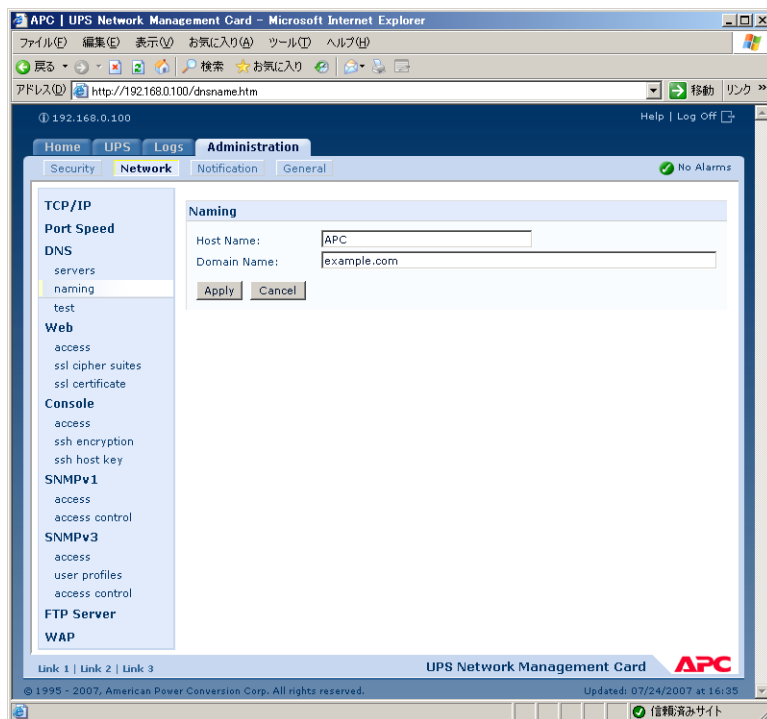 APC | UPS Network Management Card - Microsoft Internet Explorer
ファイル(F) 編集(E) 表示(V) お気に入り(A) ツール(T) ヘルプ(H)
戻る 検索 お気に入り
アドレス(D) http://192.168.0.100/dnsname.htm 移動 リンク »
192.168.0.100 Help | Log Off
Home UPS Logs Administration
Security Network Notification General No Alarms
TCP/IP
Port Speed
DNS
servers
naming
test
Web
access
ssl cipher suites
ssl certificate
Console
access
ssh encryption
ssh host key
SNMPv1
access
access control
SNMPv3
access
user profiles
access control
FTP Server
WAP
Naming
Host Name: APC
Domain Name: example.com
Apply Cancel
Link 1 | Link 2 | Link 3 UPS Network Management Card APC
© 1995 - 2007, American Power Conversion Corp. All rights reserved. Updated: 07/24/2007 at 16:35
信頼済みサイト